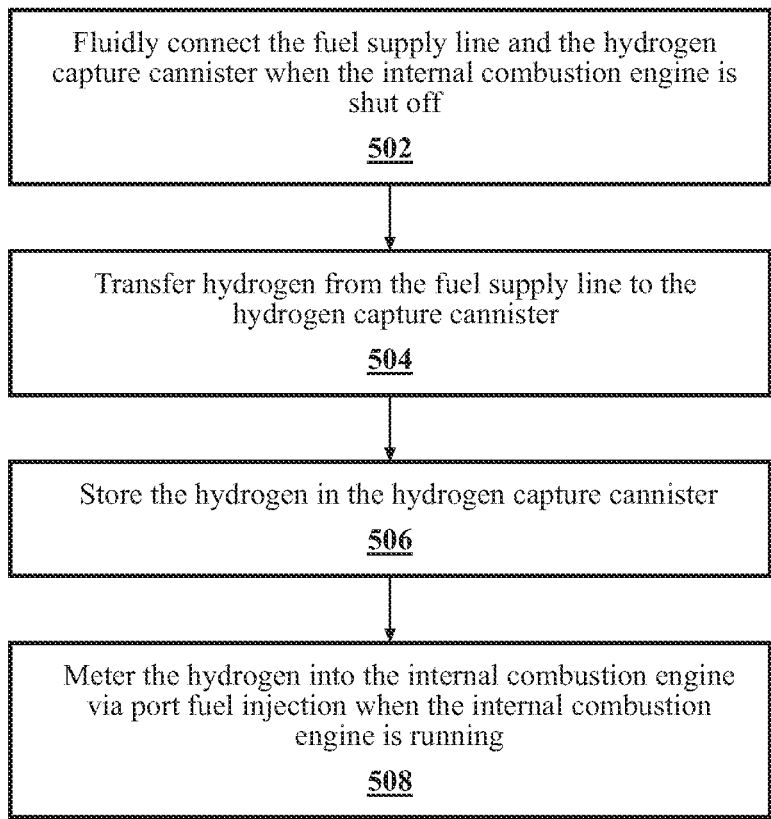 Fluidly connect the fuel supply line and the hydrogen
capture cannister when the internal combustion engine is
shut off
502
Transfer hydrogen from the fuel supply line to the
hydrogen capture cannister
504
Store the hydrogen in the hydrogen capture cannister
506
Meter the hydrogen into the internal combustion engine
via port fuel injection when the internal combustion
engine is running
508